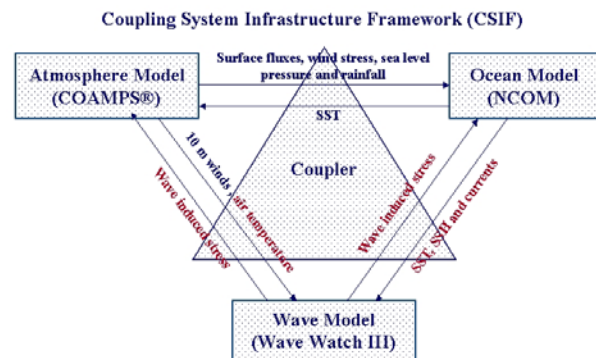 Coupling System Infrastructure Framework (CSIF)
Surface fluxes, wind stress, sea level
pressure and rainfall
Atmosphere Model
(COAMPS®)
Ocean Model
(NCOM)
SST
Coupler
10 m winds, air temperature
Wave induced stress
Wave induced stress
SST, SSH and currents
Wave Model
(Wave Watch III)